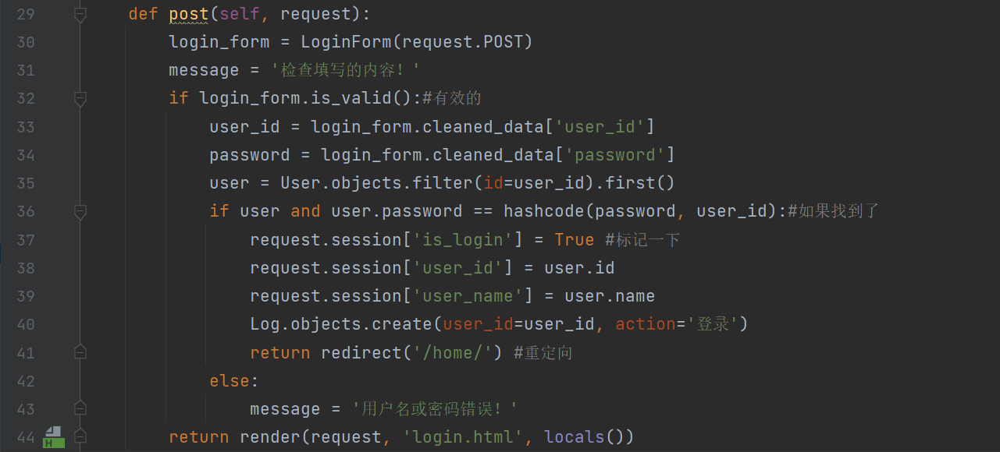 29 def post(self, request):
30 login_form = LoginForm(request.POST)
31 message = '检查填写的内容！'
32 if login_form.is_valid():#有效的
33 user_id = login_form.cleaned_data['user_id']
34 password = login_form.cleaned_data['password']
35 user = User.objects.filter(id=user_id).first()
36 if user and user.password == hashcode(password, user_id):#如果找到了
37 request.session['is_login'] = True #标记一下
38 request.session['user_id'] = user.id
39 request.session['user_name'] = user.name
40 Log.objects.create(user_id=user_id, action='登录')
41 return redirect('/home/') #重定向
42 else:
43 message = '用户名或密码错误！'
44 H return render(request, 'login.html', locals())